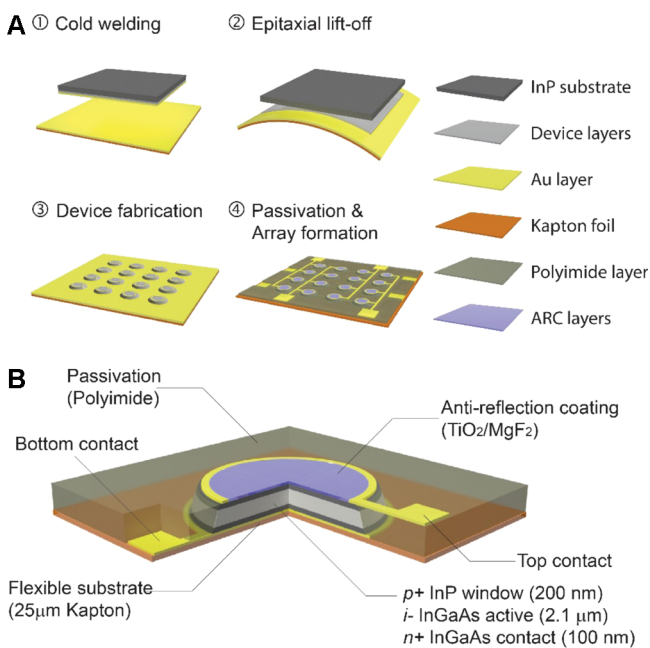 A
① Cold welding
② Epitaxial lift-off
InP substrate
Device layers
Au layer
Kapton foil
Polyimide layer
ARC layers
③ Device fabrication
④ Passivation &
Array formation
B
Passivation
(Polyimide)
Anti-reflection coating
(TiO2/MgF2)
Bottom contact
Top contact
Flexible substrate
(25μm Kapton)
p+ InP window (200 nm)
i- InGaAs active (2.1 μm)
n+ InGaAs contact (100 nm)